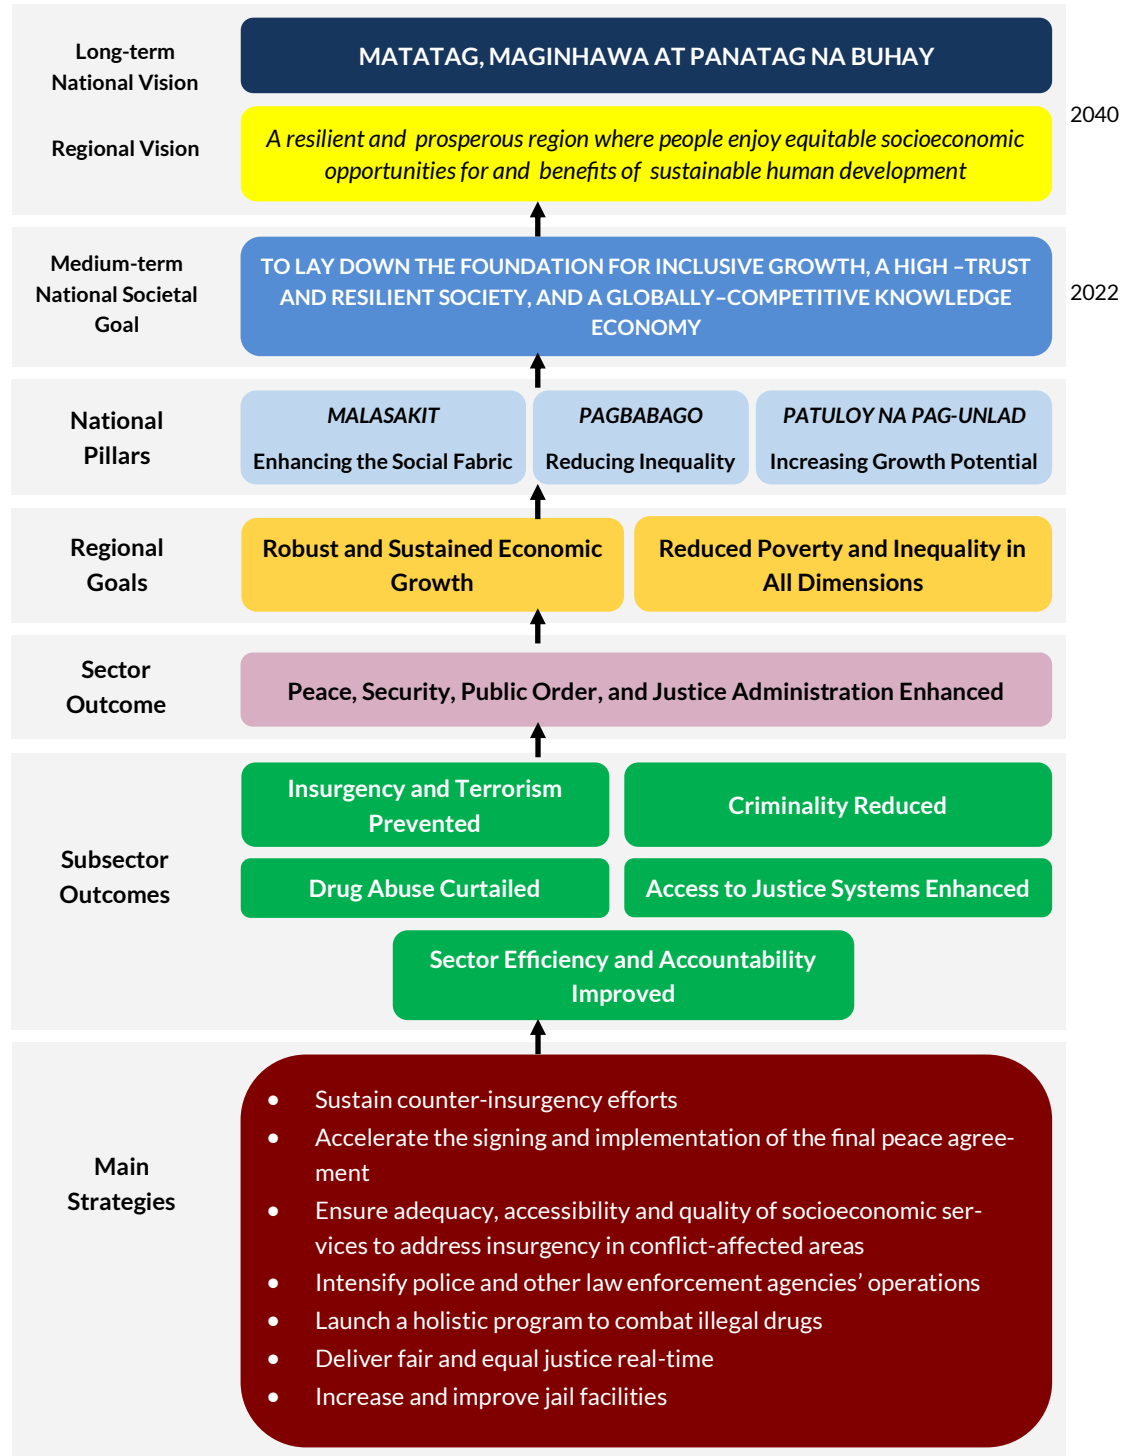 Long-term
National Vision
MATATAG, MAGINHAWA AT PANATAG NA BUHAY
2040
Regional Vision
A resilient and prosperous region where people enjoy equitable socioeconomic
opportunities for and benefits of sustainable human development
Medium-term
National Societal
Goal
TO LAY DOWN THE FOUNDATION FOR INCLUSIVE GROWTH, A HIGH –TRUST
AND RESILIENT SOCIETY, AND A GLOBALLY–COMPETITIVE KNOWLEDGE
ECONOMY
2022
National
Pillars
MALASAKIT
Enhancing the Social Fabric
PAGBABAGO
Reducing Inequality
PATULOY NA PAG-UNLAD
Increasing Growth Potential
Regional
Goals
Robust and Sustained Economic
Growth
Reduced Poverty and Inequality in
All Dimensions
Sector
Outcome
Peace, Security, Public Order, and Justice Administration Enhanced
Subsector
Outcomes
Insurgency and Terrorism
Prevented
Criminality Reduced
Drug Abuse Curtailed
Access to Justice Systems Enhanced
Sector Efficiency and Accountability
Improved
Main
Strategies
• Sustain counter-insurgency efforts
• Accelerate the signing and implementation of the final peace agree-
ment
• Ensure adequacy, accessibility and quality of socioeconomic ser-
vices to address insurgency in conflict-affected areas
• Intensify police and other law enforcement agencies’ operations
• Launch a holistic program to combat illegal drugs
• Deliver fair and equal justice real-time
• Increase and improve jail facilities